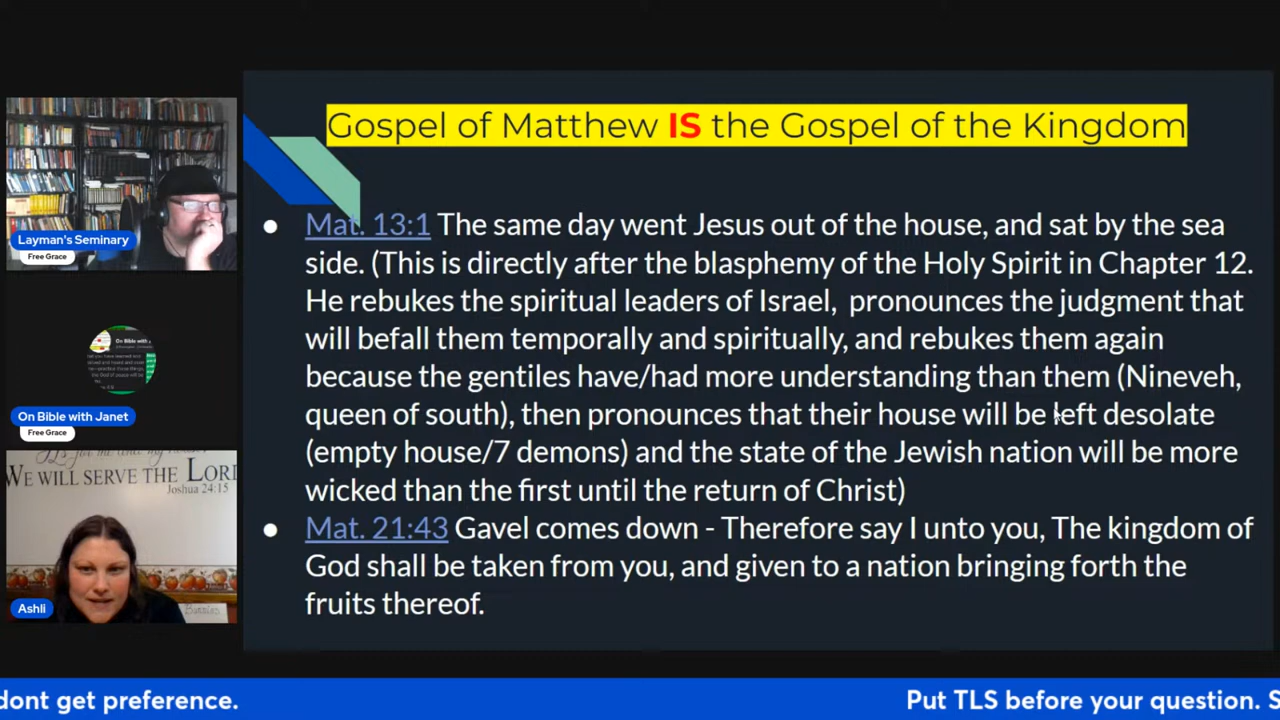 Gospel of Matthew IS the Gospel of the Kingdom
● Mat. 13:1 The same day went Jesus out of the house, and sat by the sea
side. (This is directly after the blasphemy of the Holy Spirit in Chapter 12.
He rebukes the spiritual leaders of Israel, pronounces the judgment that
will befall them temporally and spiritually, and rebukes them again
because the gentiles have/had more understanding than them (Nineveh,
queen of south), then pronounces that their house will be left desolate
(empty house/7 demons) and the state of the Jewish nation will be more
wicked than the first until the return of Christ)
● Mat. 21:43 Gavel comes down - Therefore say I unto you, The kingdom of
God shall be taken from you, and given to a nation bringing forth the
fruits thereof.
Layman's Seminary
Free Grace
On Bible with
On Bible with Janet
Free Grace
WE WILL SERVE THE LOR
Joshua 24:15
Ashli
dont get preference.
Put TLS before your question. S